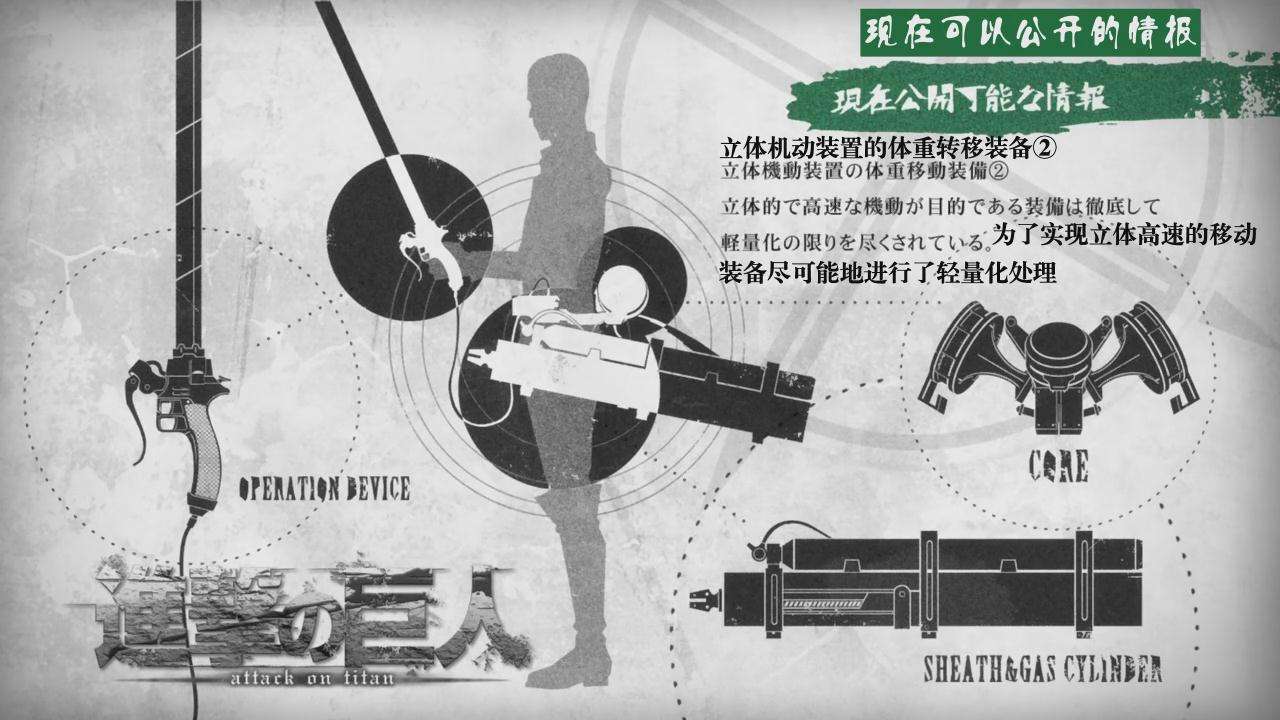 现在可以公开的情报
現在公開可能な情報
立体机动装置的体重转移装备②
立体機動装置の体重移動装備②
立体的で高速な機動が目的である装備は徹底して
軽量化の限りを尽くされている。
为了实现立体高速的移动
装备尽可能地进行了轻量化处理
CORE
OPERATION DEVICE
進撃の巨人
attack on titan
SHEATH&GAS CYLINDER